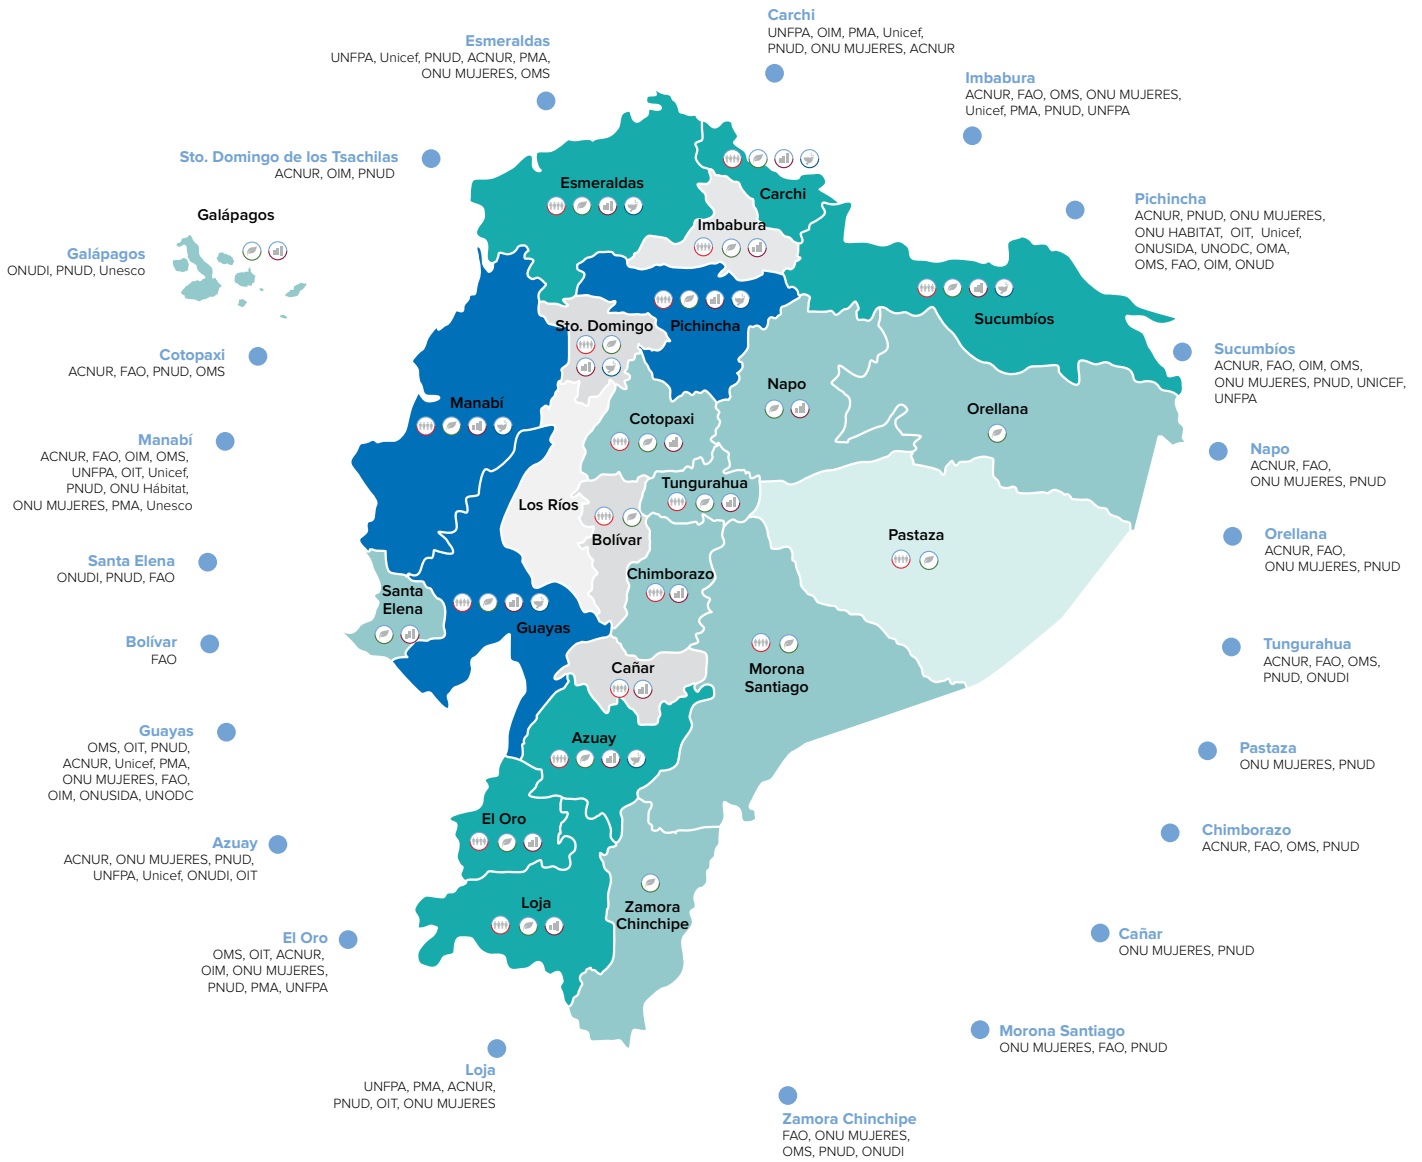 Carchi
UNFPA, OIM, PMA, Unicef,
PNUD, ONU MUJERES, ACNUR
Esmeraldas
UNFPA, Unicef, PNUD, ACNUR, PMA,
ONU MUJERES, OMS
Imbabura
ACNUR, FAO, OMS, ONU MUJERES,
Unicef, PMA, PNUD, UNFPA
Sto. Domingo de los Tsachilas
ACNUR, OIM, PNUD
Pichincha
ACNUR, PNUD, ONU MUJERES,
ONU HABITAT, OIT, Unicef,
ONUSIDA, UNODC, OMA,
OMS, FAO, OIM, ONUD
Galápagos
Galápagos
ONUDI, PNUD, Unesco
Cotopaxi
ACNUR, FAO, PNUD, OMS
Sucumbíos
ACNUR, FAO, OIM, OMS,
ONU MUJERES, PNUD, UNICEF,
UNFPA
Manabí
ACNUR, FAO, OIM, OMS,
UNFPA, OIT, Unicef,
PNUD, ONU Hábitat,
ONU MUJERES, PMA, Unesco
Napo
ACNUR, FAO,
ONU MUJERES, PNUD
Santa Elena
ONUDI, PNUD, FAO
Orellana
ACNUR, FAO,
ONU MUJERES, PNUD
Bolívar
FAO
Tungurahua
ACNUR, FAO, OMS,
PNUD, ONUDI
Guayas
OMS, OIT, PNUD,
ACNUR, Unicef, PMA,
ONU MUJERES, FAO,
OIM, ONUSIDA, UNODC
Pastaza
ONU MUJERES, PNUD
Azuay
ACNUR, ONU MUJERES, PNUD,
UNFPA, Unicef, ONUDI, OIT
Chimborazo
ACNUR, FAO, OMS, PNUD
El Oro
OMS, OIT, ACNUR,
OIM, ONU MUJERES,
PNUD, PMA, UNFPA
Cañar
ONU MUJERES, PNUD
Loja
UNFPA, PMA, ACNUR,
PNUD, OIT, ONU MUJERES
Morona Santiago
ONU MUJERES, FAO, PNUD
Zamora Chinchipe
FAO, ONU MUJERES,
OMS, PNUD, ONUDI
Esmeraldas
Carchi
Imbabura
Sucumbíos
Sto. Domingo
Pichincha
Napo
Manabí
Orellana
Cotopaxi
Tungurahua
Los Ríos
Bolívar
Pastaza
Chimborazo
Santa
Elena
Guayas
Cañar
Morona
Santiago
Azuay
El Oro
Loja
Zamora
Chinchipe